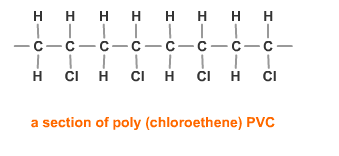 H H H H H H H H
C C C C C C C C
H Cl H Cl H Cl H Cl
a section of poly (chloroethene) PVC